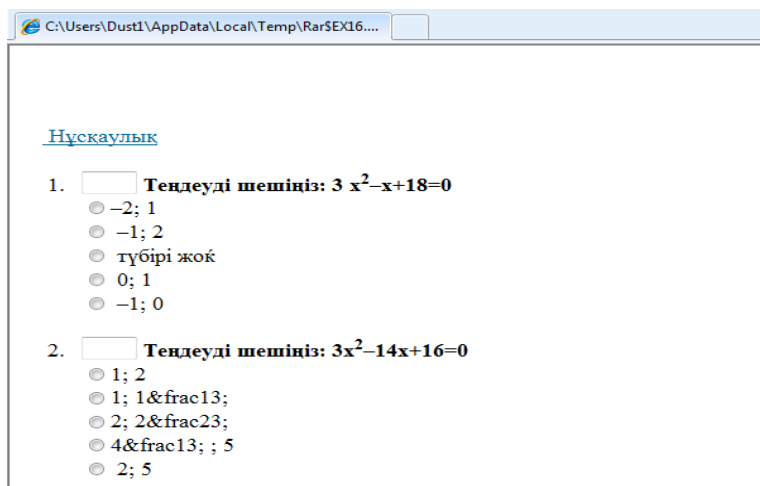 C:\Users\Dust1\AppData\Local\Temp\Rar$EX16....
Нұсқаулық
1. Теңдеуді шешіңіз: 3 x²–x+18=0
–2; 1
–1; 2
түбірі жоќ
0; 1
–1; 0
2. Теңдеуді шешіңіз: 3x²–14x+16=0
1; 2
1; 1&frac13;
2; 2&frac23;
4&frac13; ; 5
2; 5